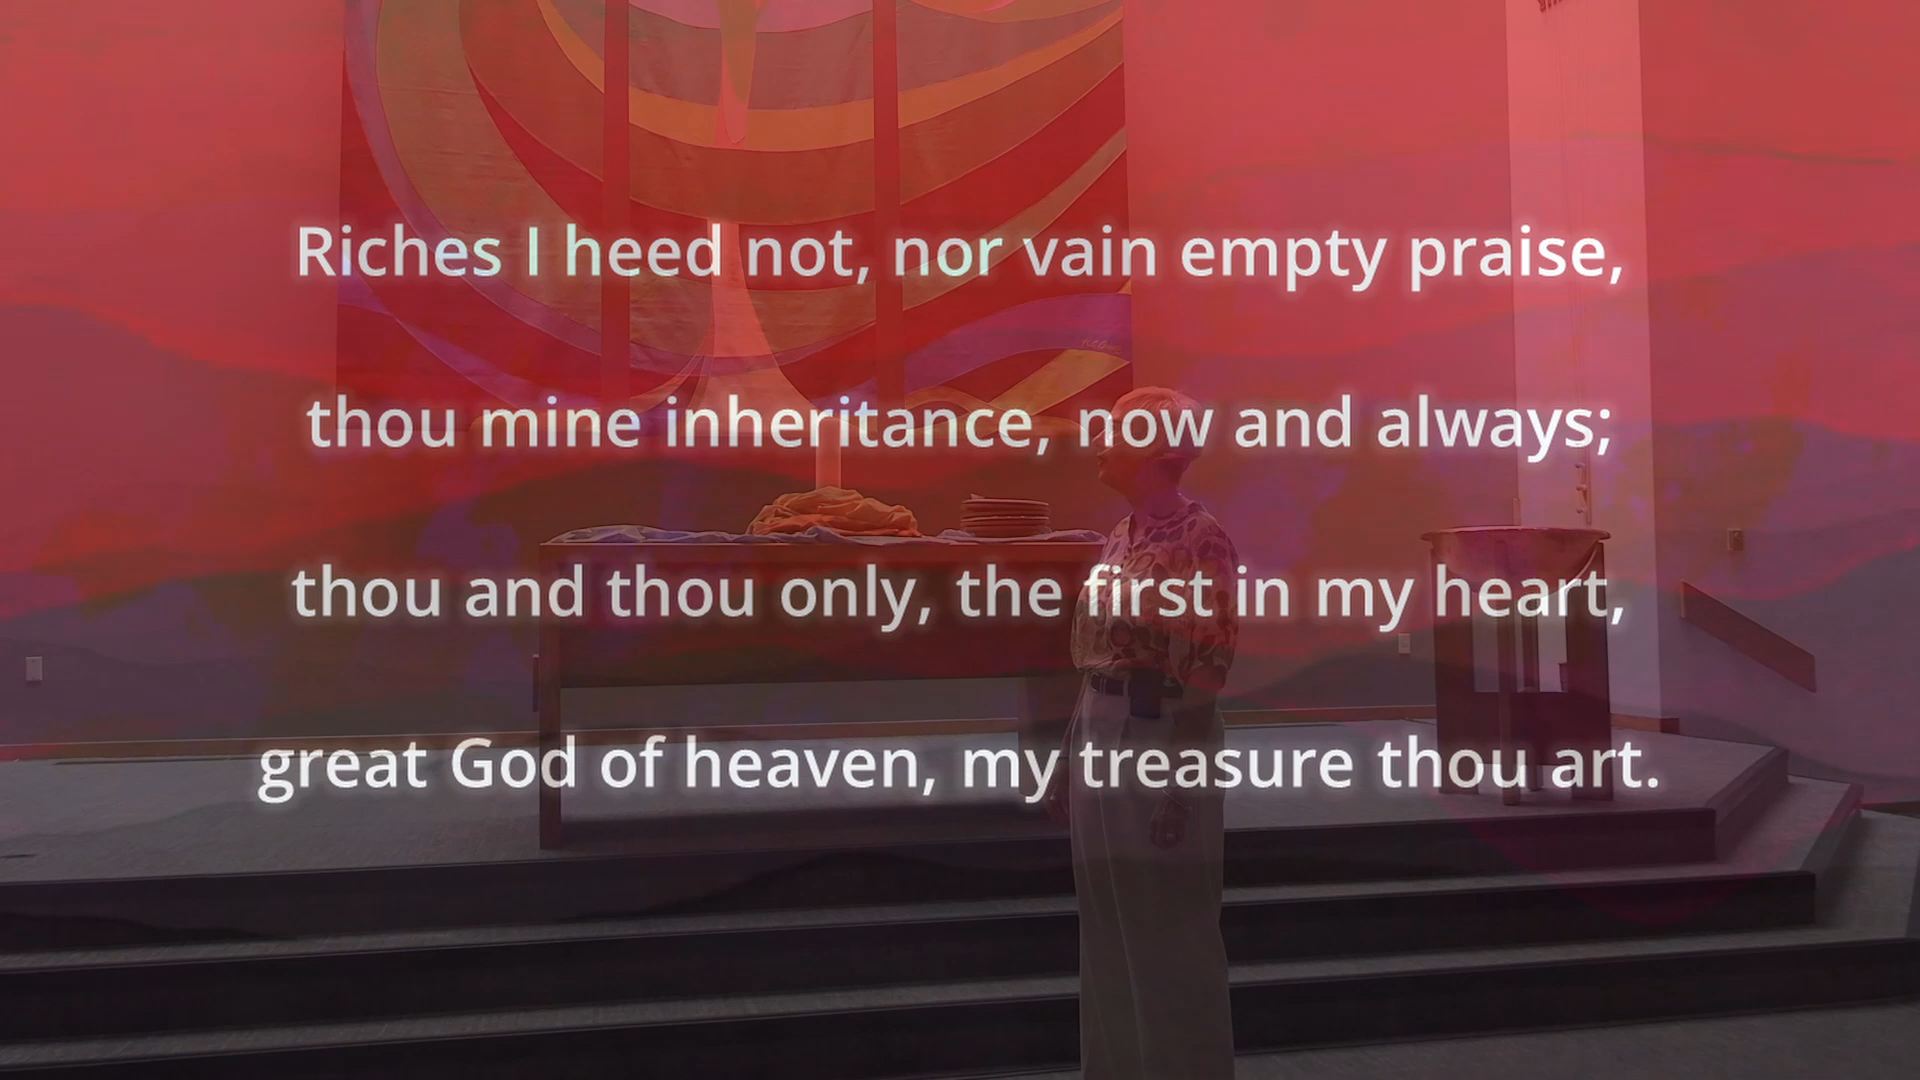 Riches I heed not, nor vain empty praise,
thou mine inheritance, now and always;
thou and thou only, the first in my heart,
great God of heaven, my treasure thou art.